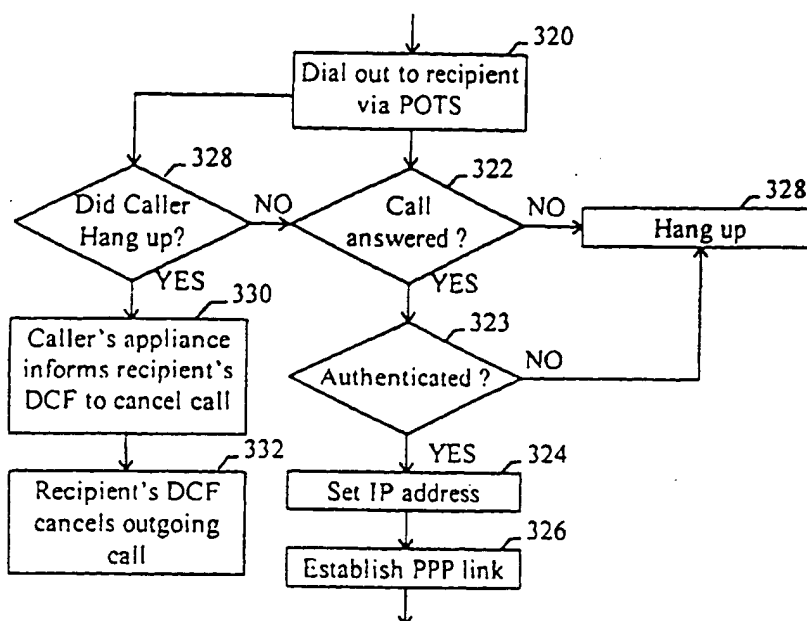 320
Dial out to recipient
via POTS
328
Did Caller
Hang up?
NO
YES
322
Call
answered ?
NO
YES
328
Hang up
330
Caller's appliance
informs recipient's
DCF to cancel call
323
Authenticated ?
NO
YES
332
Recipient's DCF
cancels outgoing
call
324
Set IP address
326
Establish PPP link